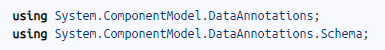 using System.ComponentModel.DataAnnotations;
using System.ComponentModel.DataAnnotations.Schema;